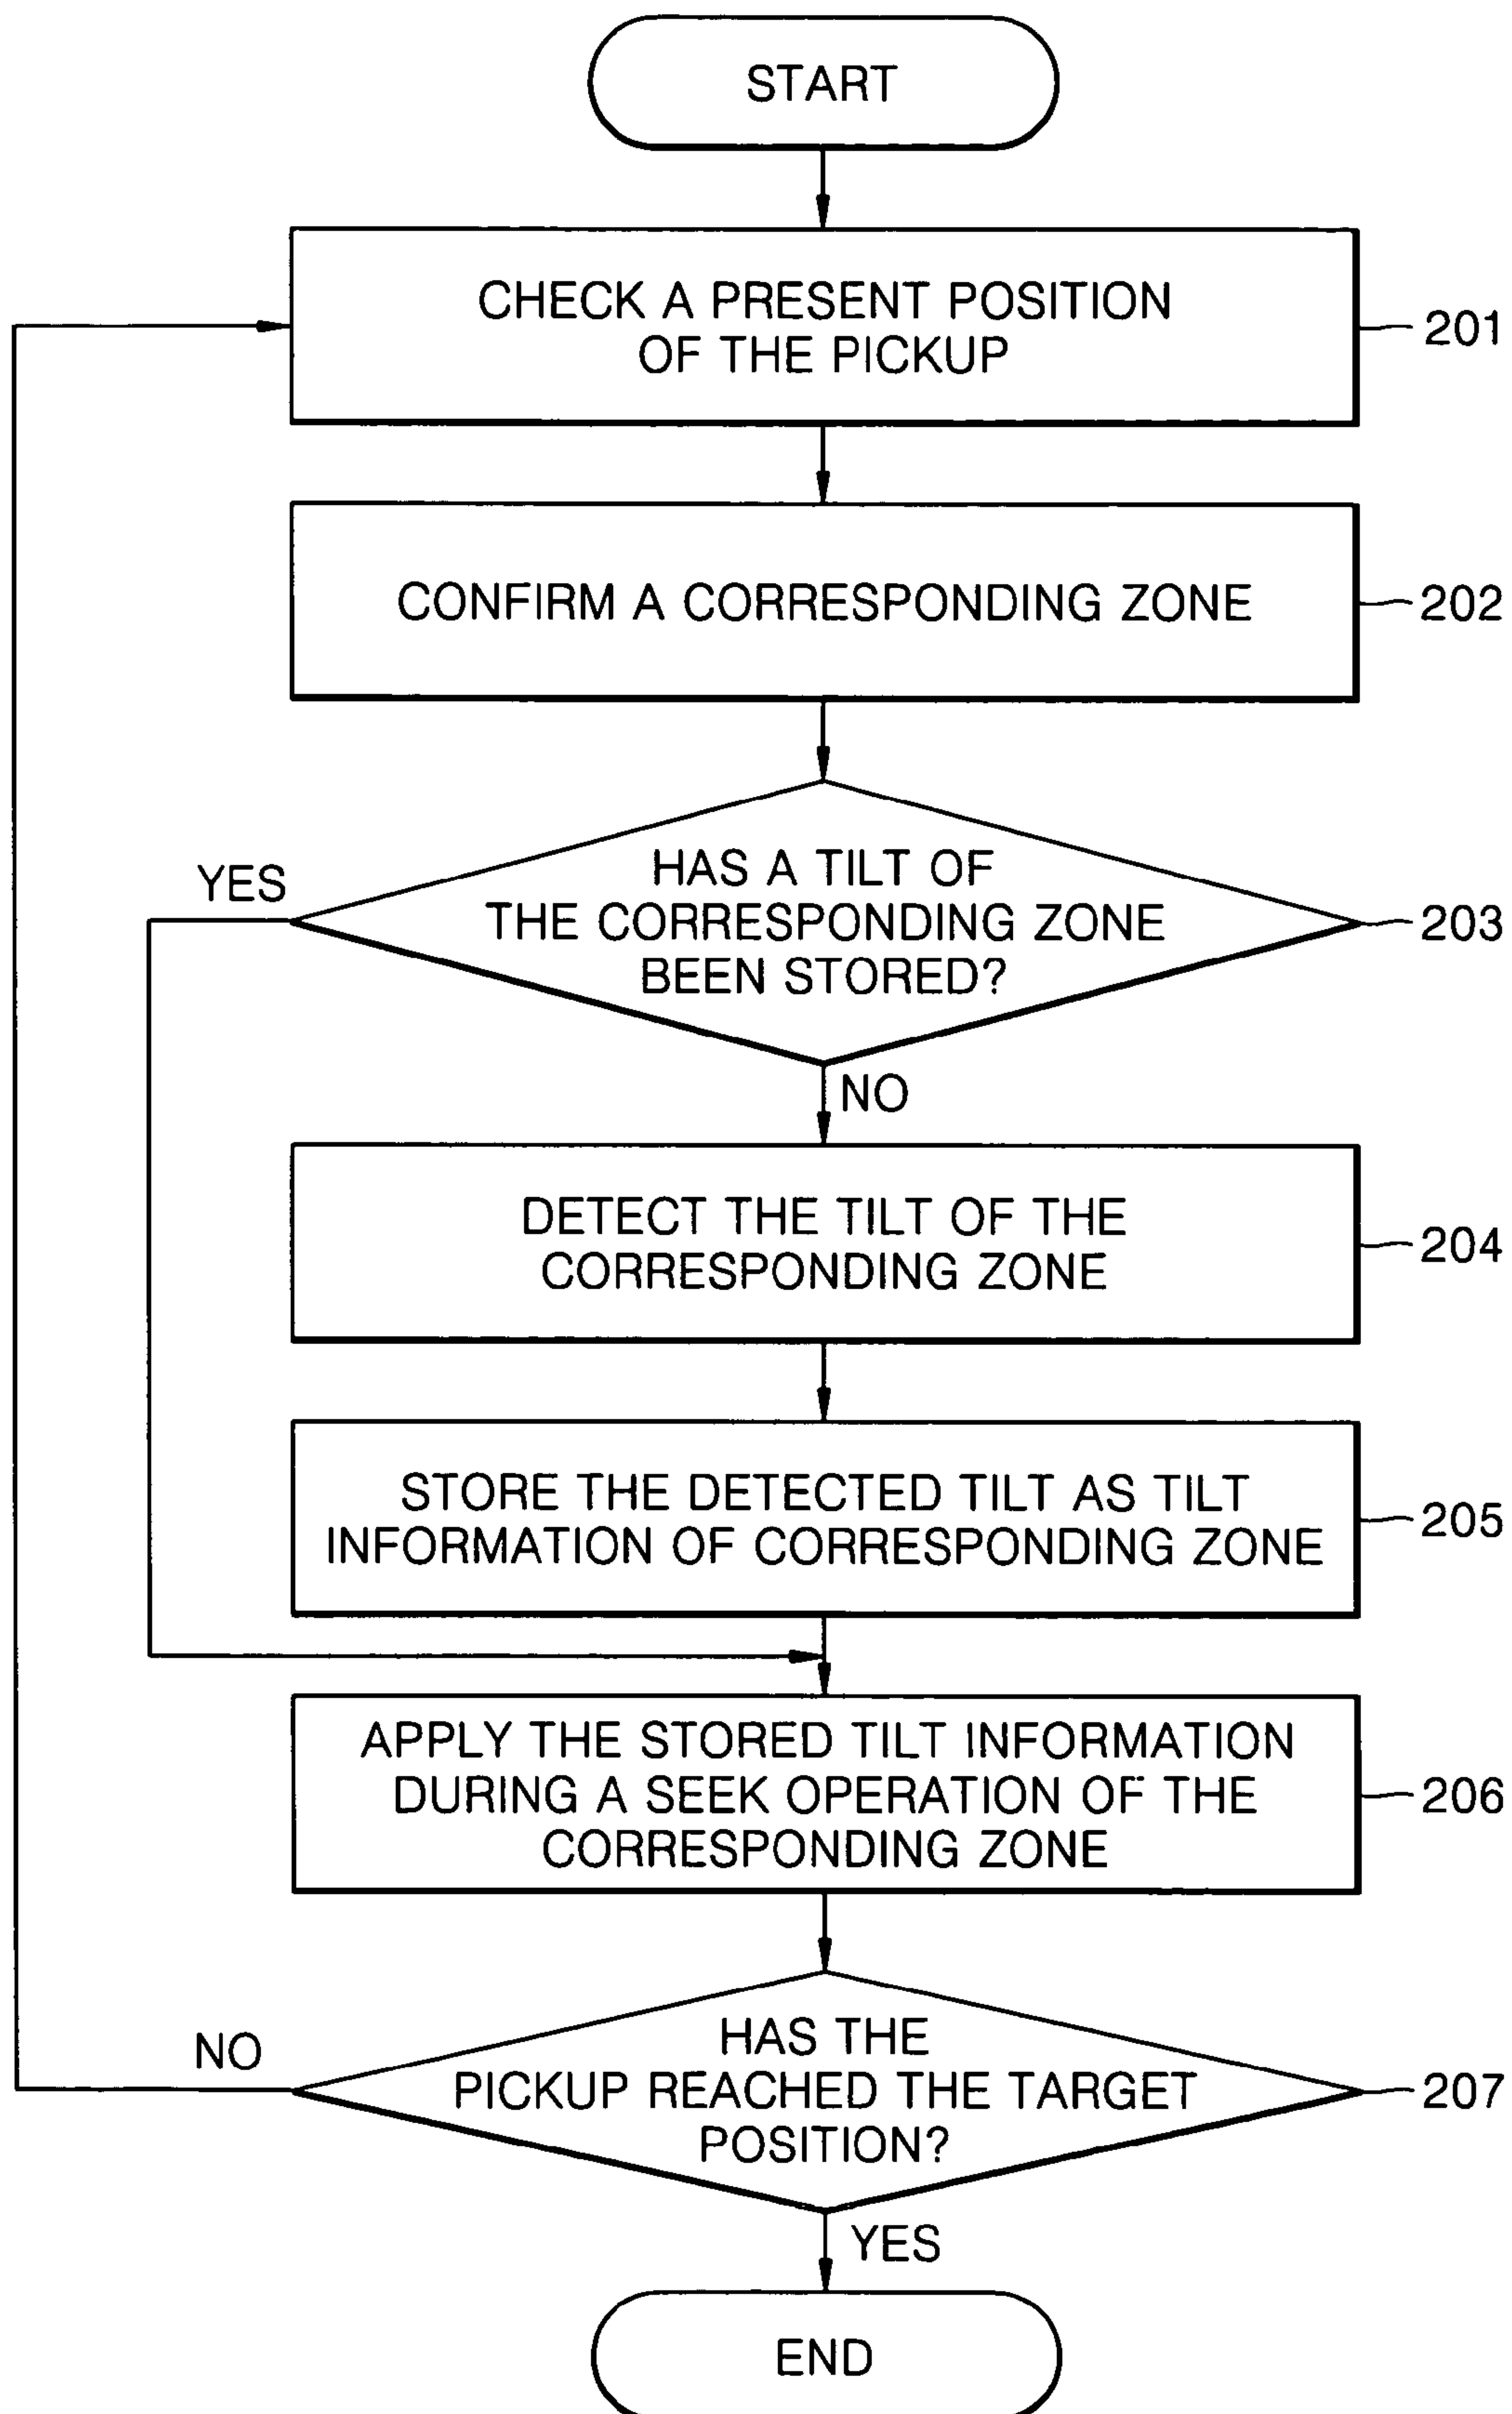 START
CHECK A PRESENT POSITION
OF THE PICKUP
201
CONFIRM A CORRESPONDING ZONE
202
HAS A TILT OF
THE CORRESPONDING ZONE
BEEN STORED?
203
YES
NO
DETECT THE TILT OF THE
CORRESPONDING ZONE
204
STORE THE DETECTED TILT AS TILT
INFORMATION OF CORRESPONDING ZONE
205
APPLY THE STORED TILT INFORMATION
DURING A SEEK OPERATION OF THE
CORRESPONDING ZONE
206
HAS THE
PICKUP REACHED THE TARGET
POSITION?
207
NO
YES
END